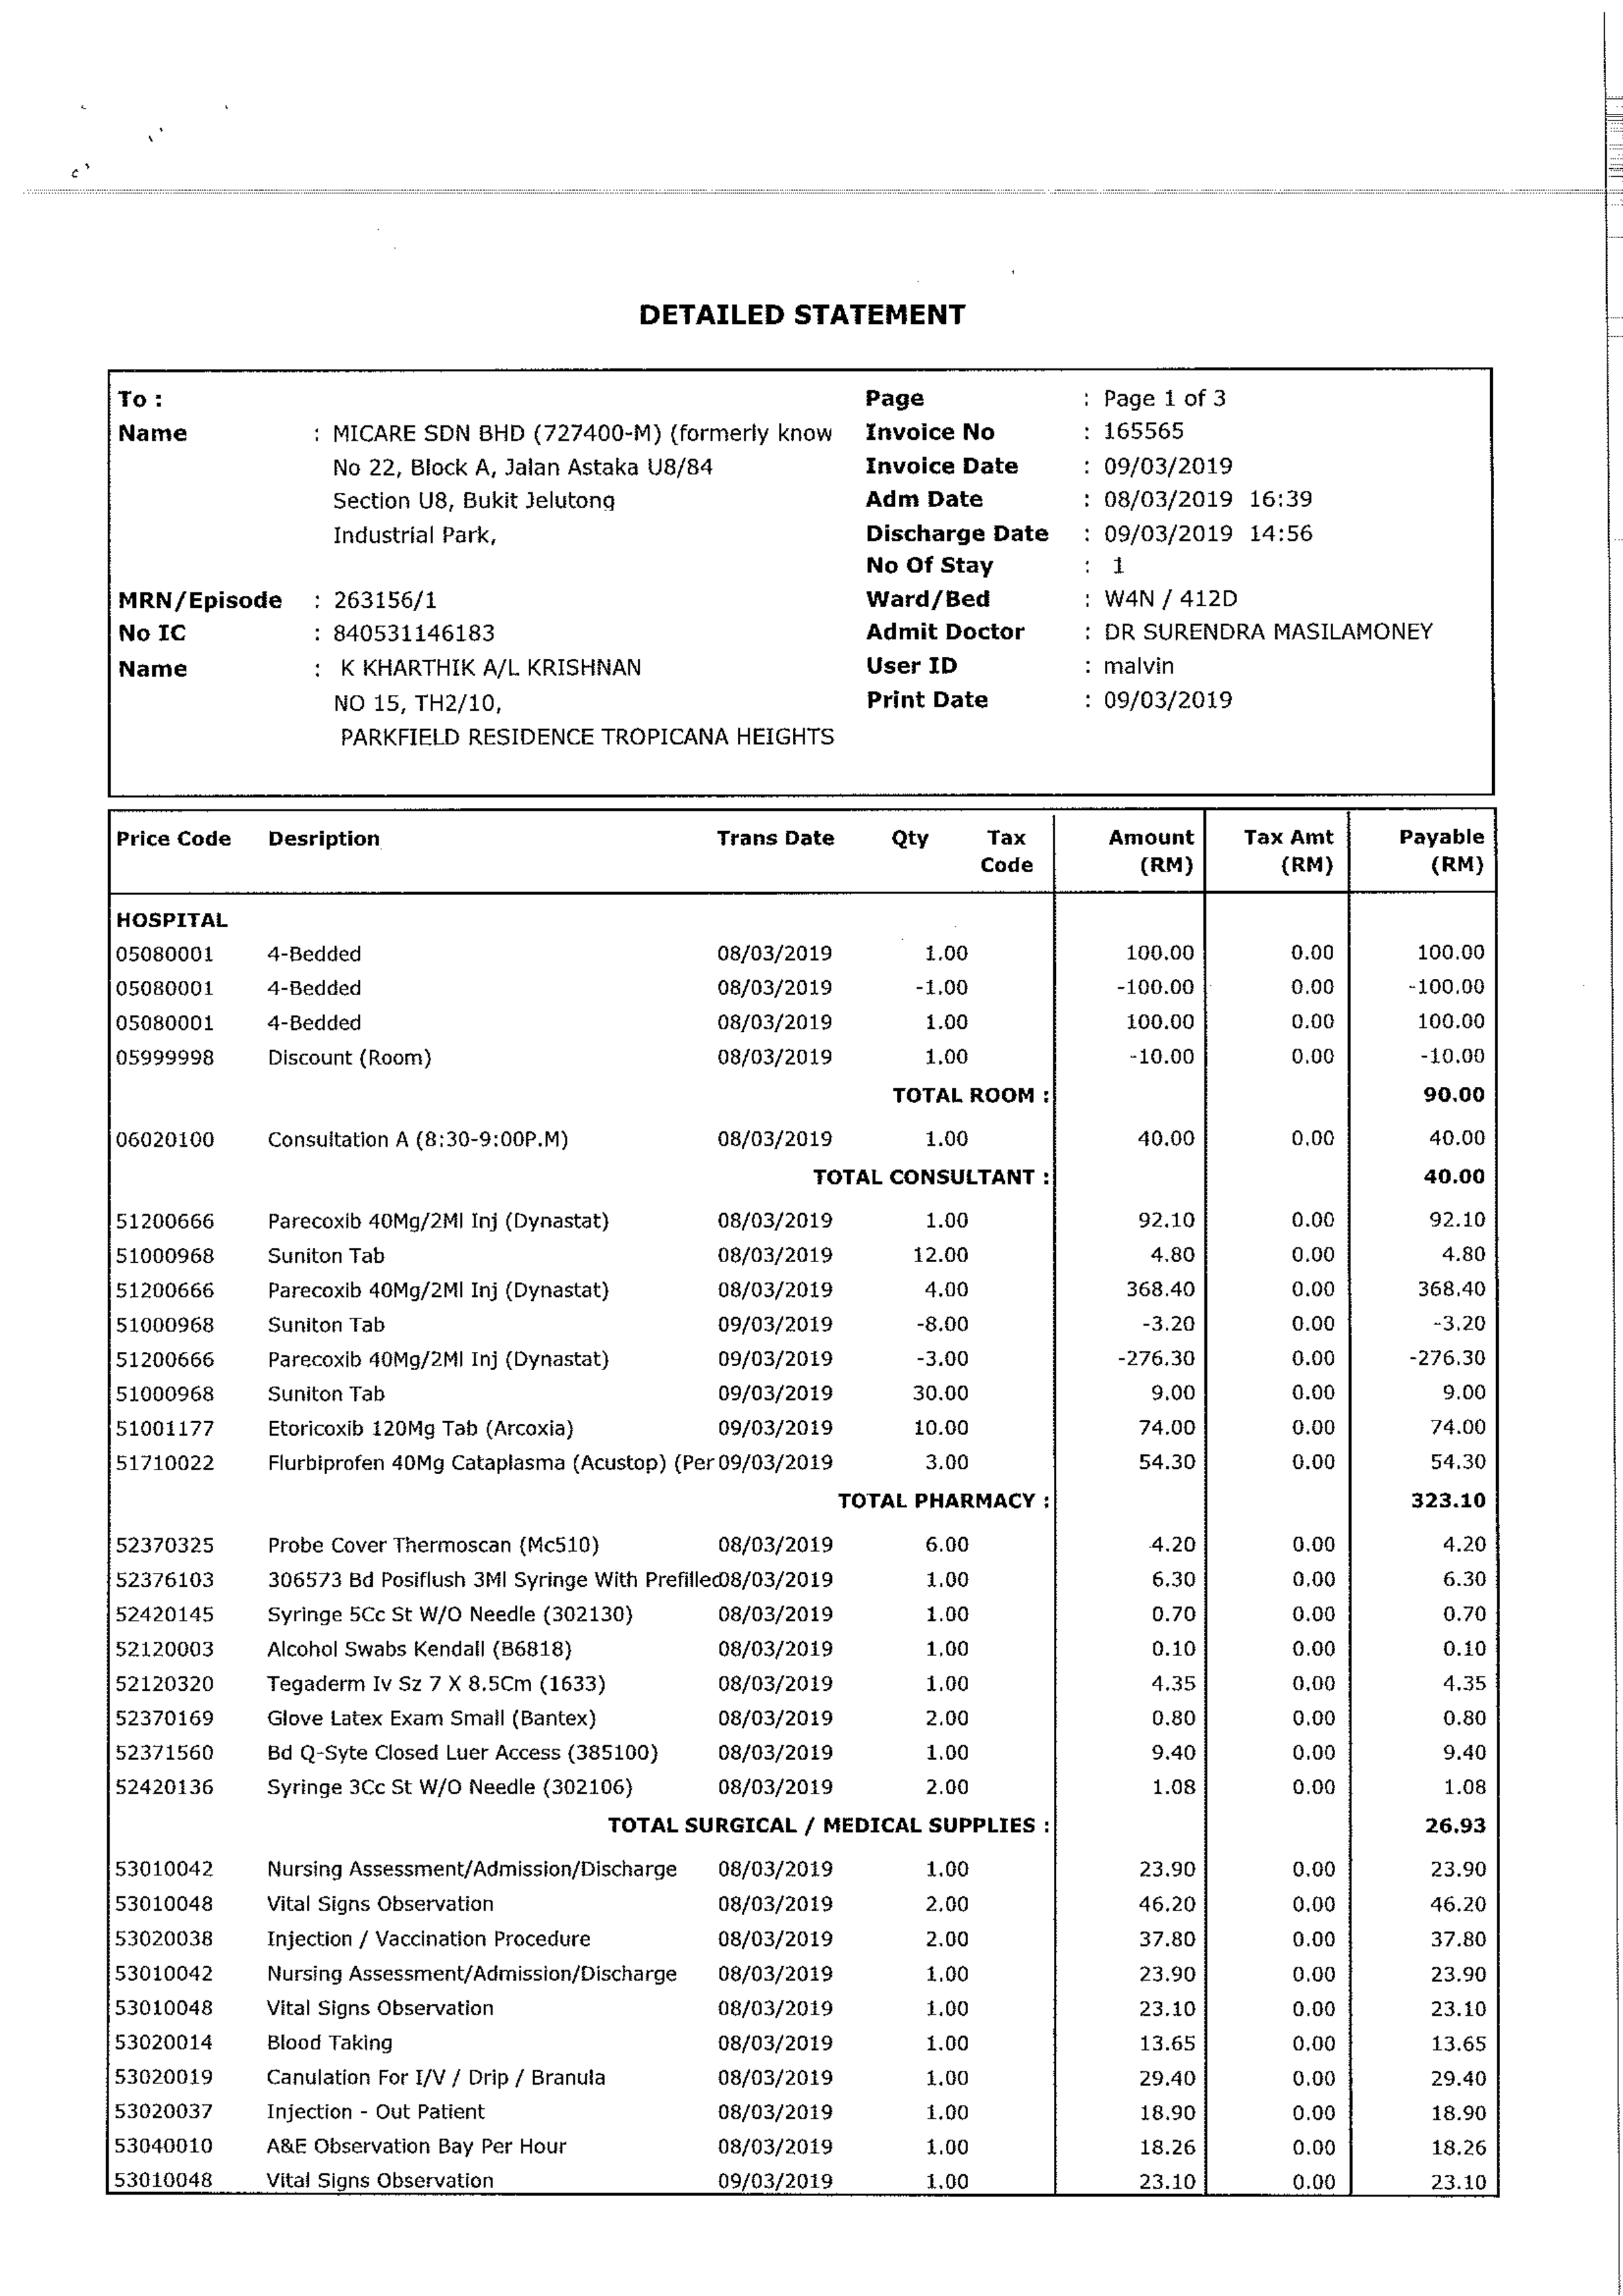 DETAILED STATEMENT
To : Page : Page 1 of 3
Name : MICARE SDN BHD (727400-M) (formerly know Invoice No : 165565
No 22, Block A, Jalan Astaka U8/84 Invoice Date : 09/03/2019
Section U8, Bukit Jelutong Adm Date : 08/03/2019 16:39
Industrial Park, Discharge Date : 09/03/2019 14:56
No Of Stay : 1
MRN/Episode : 263156/1 Ward/Bed : W4N / 412D
No IC : 840531146183 Admit Doctor : DR SURENDRA MASILAMONEY
Name : K KHARTHIK A/L KRISHNAN User ID : malvin
NO 15, TH2/10, Print Date : 09/03/2019
PARKFIELD RESIDENCE TROPICANA HEIGHTS
Price Code Desription Trans Date Qty Tax Amount Tax Amt Payable
Code (RM) (RM) (RM)
HOSPITAL
05080001 4-Bedded 08/03/2019 1.00 100.00 0.00 100.00
05080001 4-Bedded 08/03/2019 -1.00 -100.00 0.00 -100.00
05080001 4-Bedded 08/03/2019 1.00 100.00 0.00 100.00
05999998 Discount (Room) 08/03/2019 1.00 -10.00 0.00 -10.00
TOTAL ROOM : 90.00
06020100 Consultation A (8:30-9:00P.M) 08/03/2019 1.00 40.00 0.00 40.00
TOTAL CONSULTANT : 40.00
51200666 Parecoxib 40Mg/2Ml Inj (Dynastat) 08/03/2019 1.00 92.10 0.00 92.10
51000968 Suniton Tab 08/03/2019 12.00 4.80 0.00 4.80
51200666 Parecoxib 40Mg/2Ml Inj (Dynastat) 08/03/2019 4.00 368.40 0.00 368.40
51000968 Suniton Tab 09/03/2019 -8.00 -3.20 0.00 -3.20
51200666 Parecoxib 40Mg/2Ml Inj (Dynastat) 09/03/2019 -3.00 -276.30 0.00 -276.30
51000968 Suniton Tab 09/03/2019 30.00 9.00 0.00 9.00
51001177 Etoricoxib 120Mg Tab (Arcoxia) 09/03/2019 10.00 74.00 0.00 74.00
51710022 Flurbiprofen 40Mg Cataplasma (Acustop) (Per 09/03/2019 3.00 54.30 0.00 54.30
TOTAL PHARMACY : 323.10
52370325 Probe Cover Thermoscan (Mc510) 08/03/2019 6.00 4.20 0.00 4.20
52376103 306573 Bd Posiflush 3Ml Syringe With Prefilled 08/03/2019 1.00 6.30 0.00 6.30
52420145 Syringe 5Cc St W/O Needle (302130) 08/03/2019 1.00 0.70 0.00 0.70
52120003 Alcohol Swabs Kendall (B6818) 08/03/2019 1.00 0.10 0.00 0.10
52120320 Tegaderm Iv Sz 7 X 8.5Cm (1633) 08/03/2019 1.00 4.35 0.00 4.35
52370169 Glove Latex Exam Small (Bantex) 08/03/2019 2.00 0.80 0.00 0.80
52371560 Bd Q-Syte Closed Luer Access (385100) 08/03/2019 1.00 9.40 0.00 9.40
52420136 Syringe 3Cc St W/O Needle (302106) 08/03/2019 2.00 1.08 0.00 1.08
TOTAL SURGICAL / MEDICAL SUPPLIES : 26.93
53010042 Nursing Assessment/Admission/Discharge 08/03/2019 1.00 23.90 0.00 23.90
53010048 Vital Signs Observation 08/03/2019 2.00 46.20 0.00 46.20
53020038 Injection / Vaccination Procedure 08/03/2019 2.00 37.80 0.00 37.80
53010042 Nursing Assessment/Admission/Discharge 08/03/2019 1.00 23.90 0.00 23.90
53010048 Vital Signs Observation 08/03/2019 1.00 23.10 0.00 23.10
53020014 Blood Taking 08/03/2019 1.00 13.65 0.00 13.65
53020019 Canulation For I/V / Drip / Branula 08/03/2019 1.00 29.40 0.00 29.40
53020037 Injection - Out Patient 08/03/2019 1.00 18.90 0.00 18.90
53040010 A&E Observation Bay Per Hour 08/03/2019 1.00 18.26 0.00 18.26
53010048 Vital Signs Observation 09/03/2019 1.00 23.10 0.00 23.10